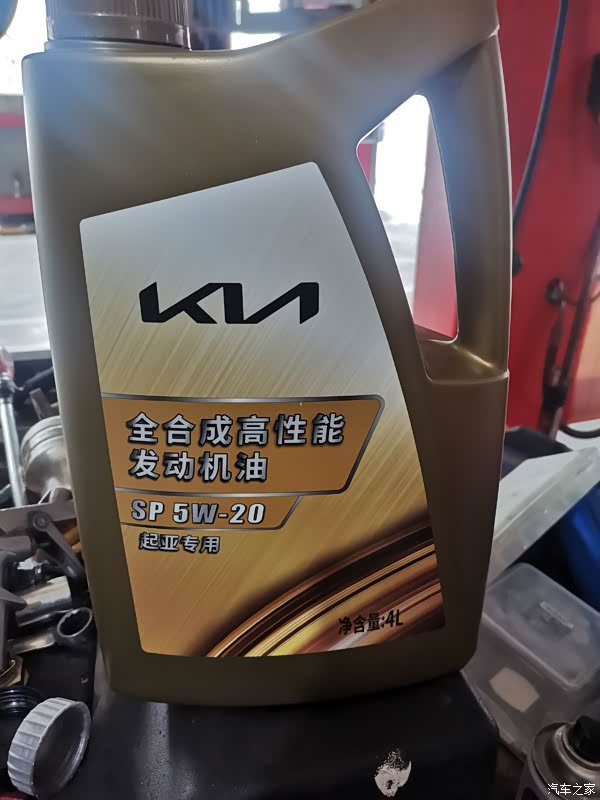 KIA
全合成高性能
发动机油
SP 5W-20
起亚专用
净含量:4L
汽车之家